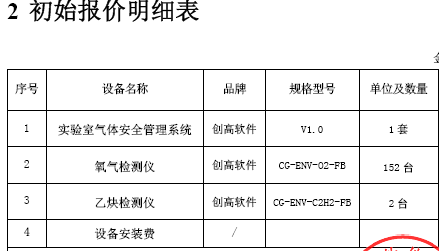 2 初始报价明细表
序号 设备名称 品牌 规格型号 单位及数量
1 实验室气体安全管理系统 创高软件 V1.0 1 套
2 氧气检测仪 创高软件 CG-ENV-O2-FB 152 台
3 乙炔检测仪 创高软件 CG-ENV-C2H2-FB 2 台
4 设备安装费 /